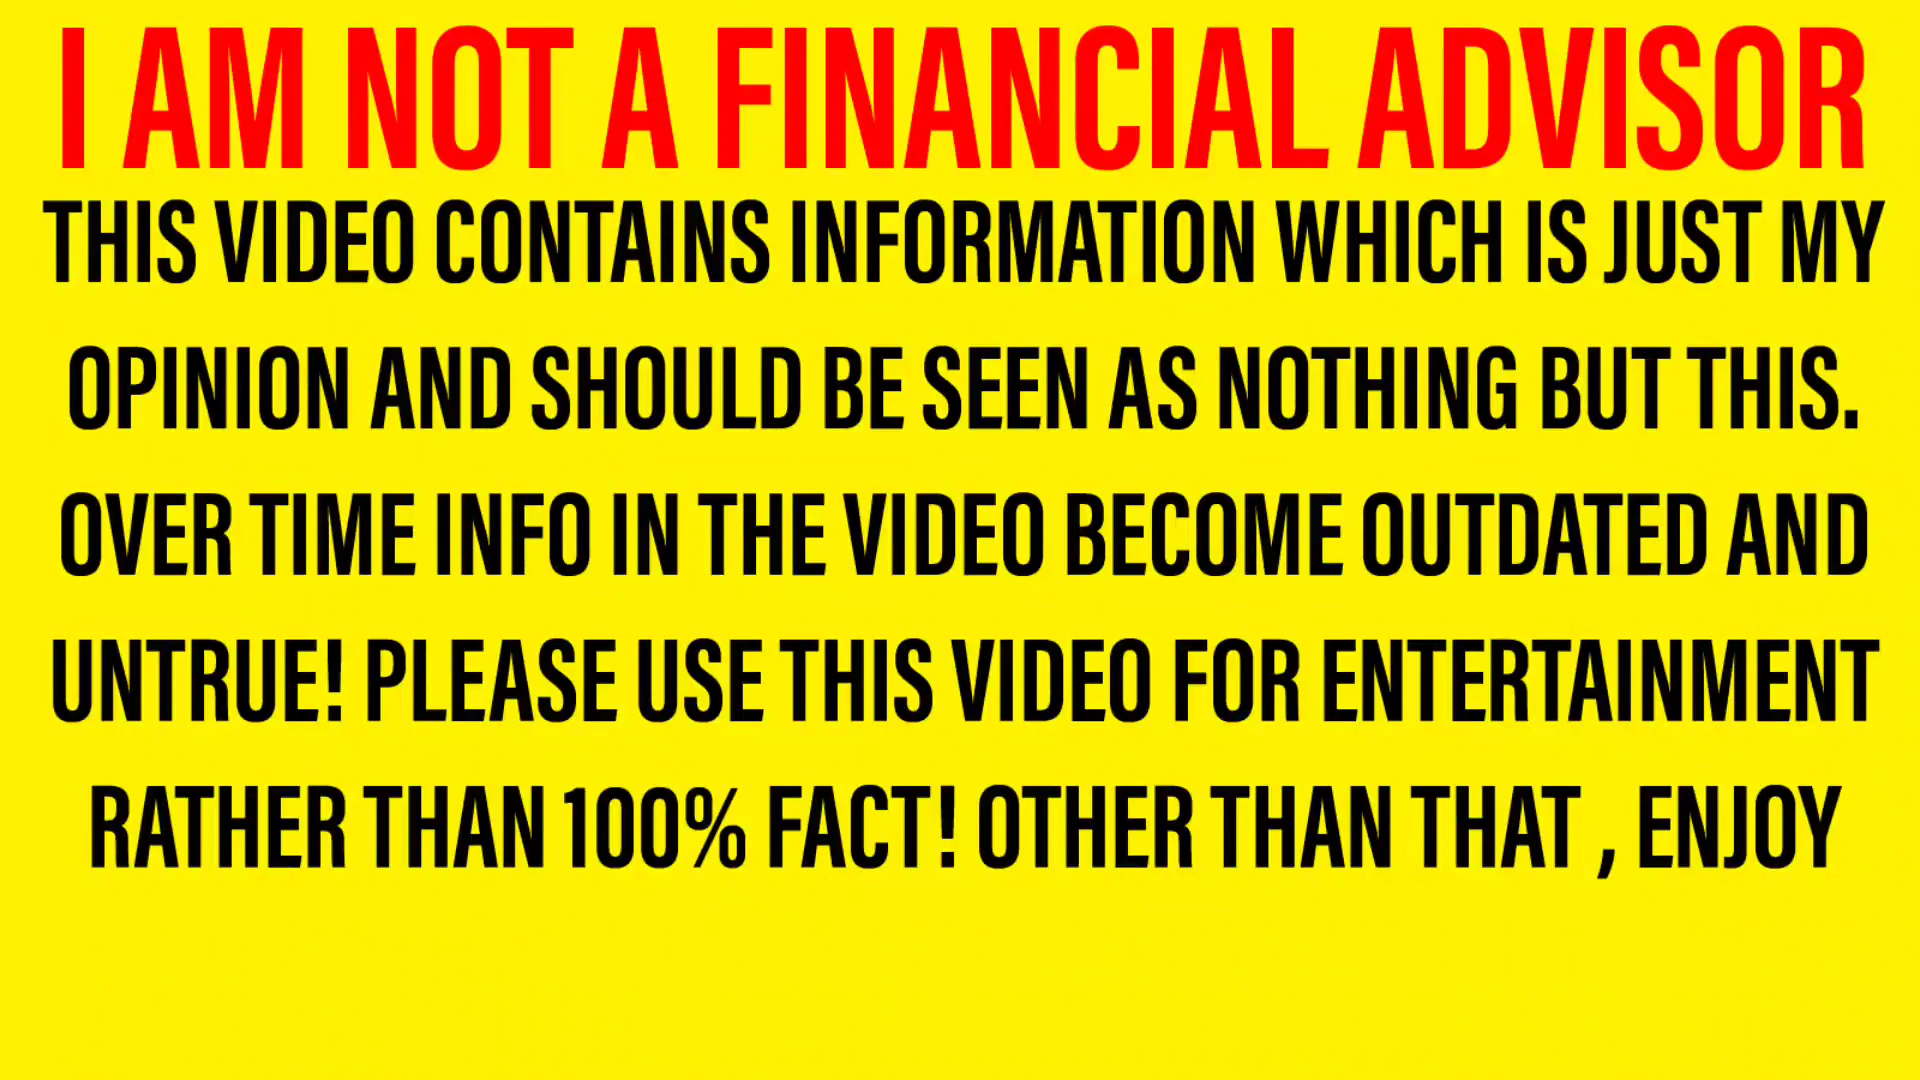 I AM NOT A FINANCIAL ADVISOR
THIS VIDEO CONTAINS INFORMATION WHICH IS JUST MY
OPINION AND SHOULD BE SEEN AS NOTHING BUT THIS.
OVER TIME INFO IN THE VIDEO BECOME OUTDATED AND
UNTRUE! PLEASE USE THIS VIDEO FOR ENTERTAINMENT
RATHER THAN 100% FACT! OTHER THAN THAT , ENJOY